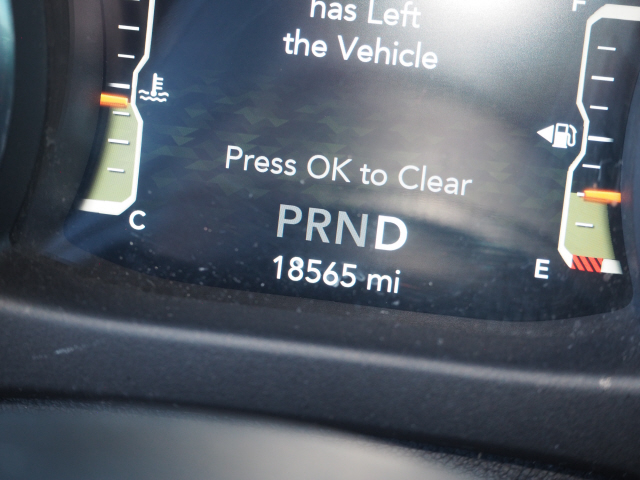 has Left
the Vehicle
F
Press OK to Clear
C
PRND
E
18565 mi